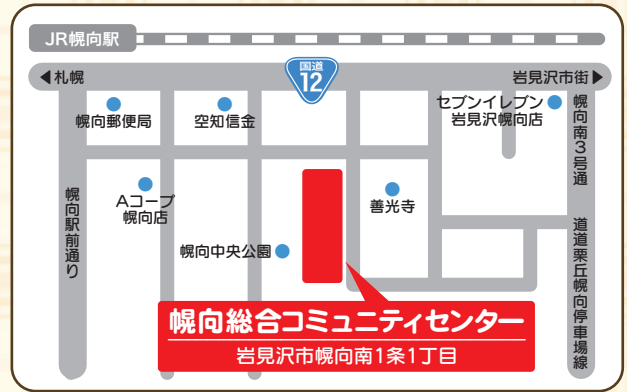 JR幌向駅
◀札幌
国道
12
岩見沢市街▶
幌向郵便局
空知信金
セブンイレブン
岩見沢幌向店
幌向南3号通
Aコープ
幌向店
善光寺
幌向駅前通り
幌向中央公園
道道栗丘幌向停車場線
幌向総合コミュニティセンター
岩見沢市幌向南1条1丁目